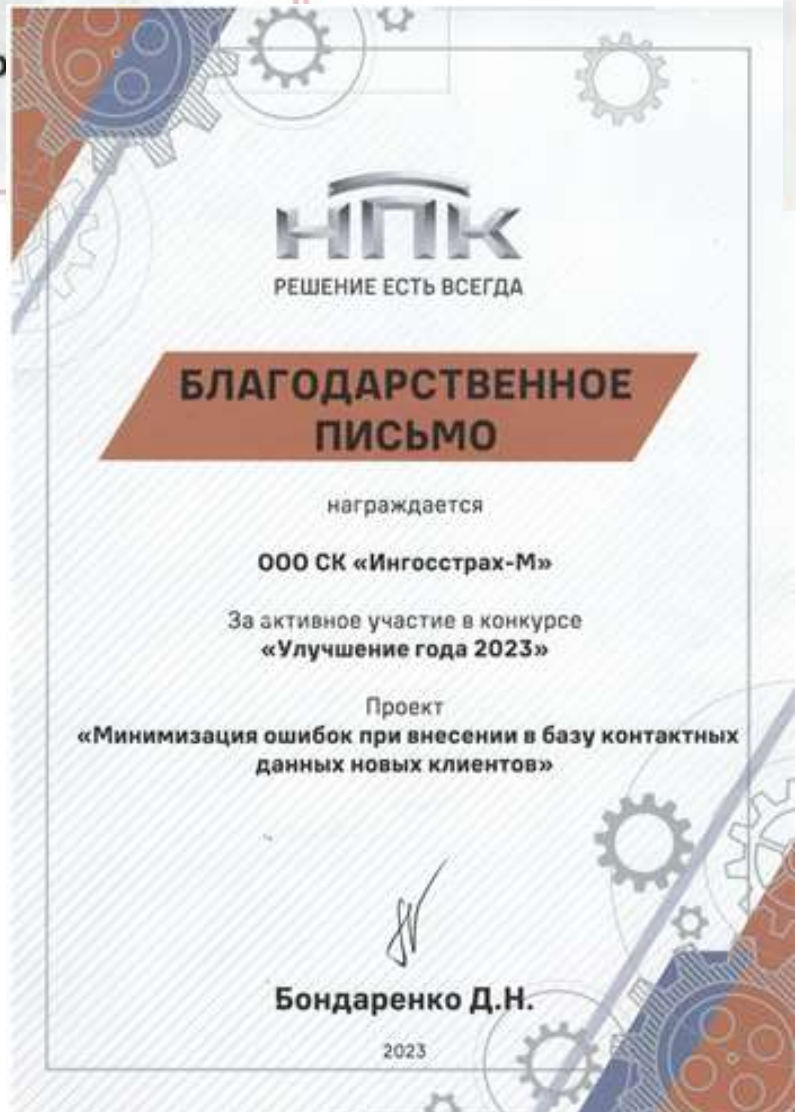 НПК
РЕШЕНИЕ ЕСТЬ ВСЕГДА
БЛАГОДАРСТВЕННОЕ
ПИСЬМО
награждается
ООО СК «Ингосстрах-М»
За активное участие в конкурсе
«Улучшение года 2023»
Проект
«Минимизация ошибок при внесении в базу контактных
данных новых клиентов»
Бондаренко Д.Н.
2023